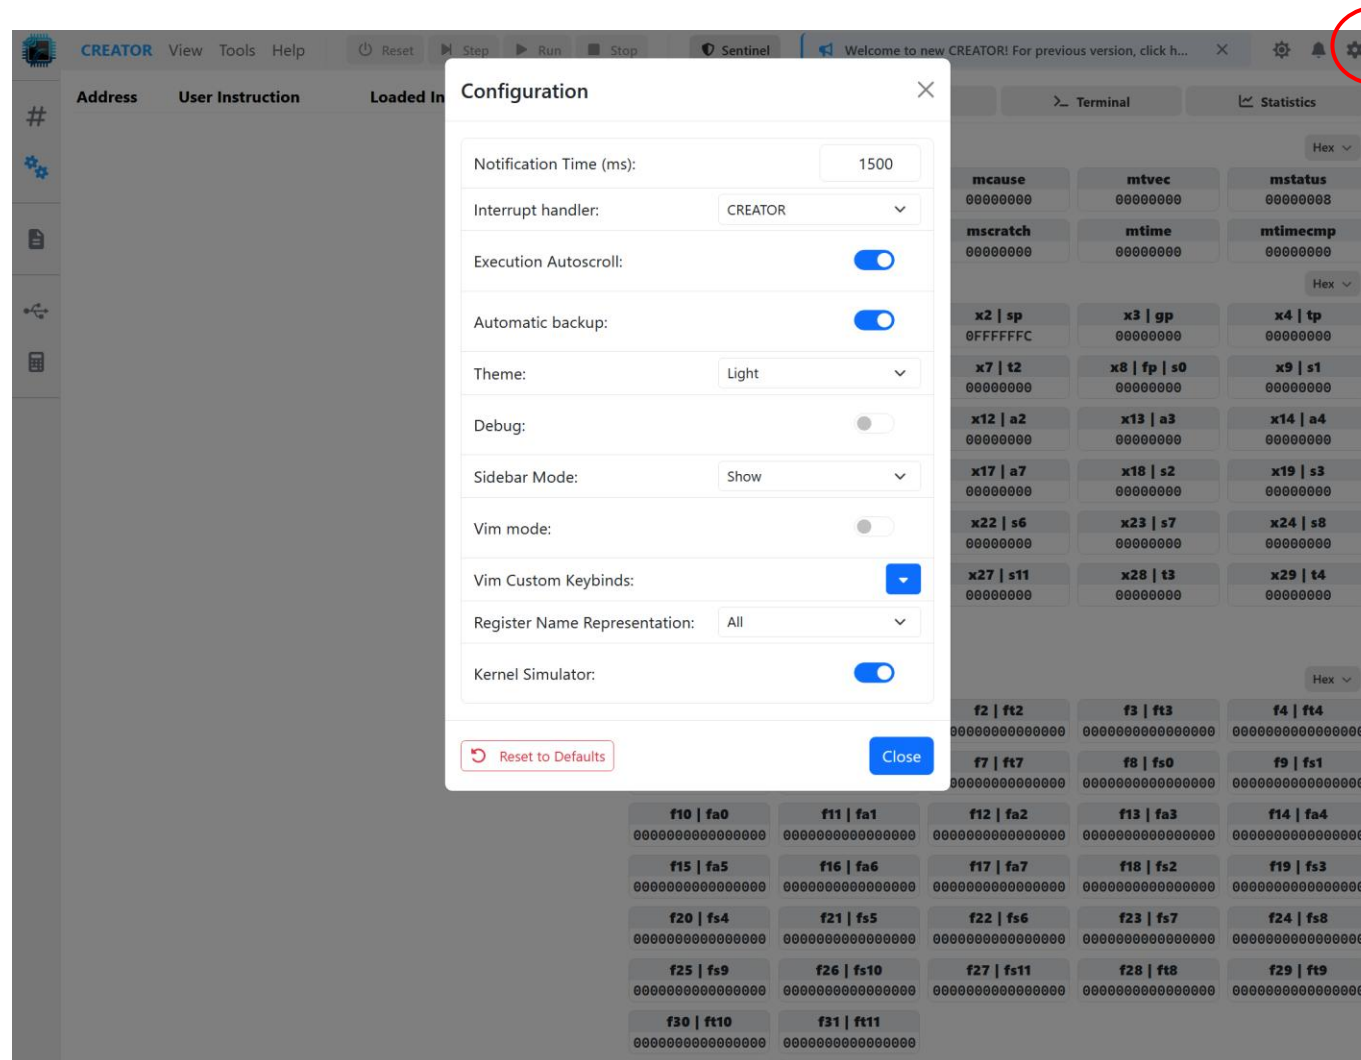 CREATOR View Tools Help Reset Step Run Stop Sentinel Welcome to new CREATOR! For previous version, click h...
Address User Instruction Loaded In
Terminal Statistics
Configuration
Notification Time (ms): 1500
Interrupt handler: CREATOR
Execution Autoscroll:
Automatic backup:
Theme: Light
Debug:
Sidebar Mode: Show
Vim mode:
Vim Custom Keybinds:
Register Name Representation: All
Kernel Simulator:
Reset to Defaults Close
Hex
mcause mtvec mstatus
00000000 00000000 00000008
mscratch mtime mtimecmp
00000000 00000000 00000000
Hex
x2 | sp x3 | gp x4 | tp
0FFFFFFC 00000000 00000000
x7 | t2 x8 | fp | s0 x9 | s1
00000000 00000000 00000000
x12 | a2 x13 | a3 x14 | a4
00000000 00000000 00000000
x17 | a7 x18 | s2 x19 | s3
00000000 00000000 00000000
x22 | s6 x23 | s7 x24 | s8
00000000 00000000 00000000
x27 | s11 x28 | t3 x29 | t4
00000000 00000000 00000000
Hex
f2 | ft2 f3 | ft3 f4 | ft4
0000000000000000 0000000000000000 0000000000000000
f7 | ft7 f8 | fs0 f9 | fs1
0000000000000000 0000000000000000 0000000000000000
f10 | fa0 f11 | fa1 f12 | fa2 f13 | fa3 f14 | fa4
0000000000000000 0000000000000000 0000000000000000 0000000000000000 0000000000000000
f15 | fa5 f16 | fa6 f17 | fa7 f18 | fs2 f19 | fs3
0000000000000000 0000000000000000 0000000000000000 0000000000000000 0000000000000000
f20 | fs4 f21 | fs5 f22 | fs6 f23 | fs7 f24 | fs8
0000000000000000 0000000000000000 0000000000000000 0000000000000000 0000000000000000
f25 | fs9 f26 | fs10 f27 | fs11 f28 | ft8 f29 | ft9
0000000000000000 0000000000000000 0000000000000000 0000000000000000 0000000000000000
f30 | ft10 f31 | ft11
0000000000000000 0000000000000000